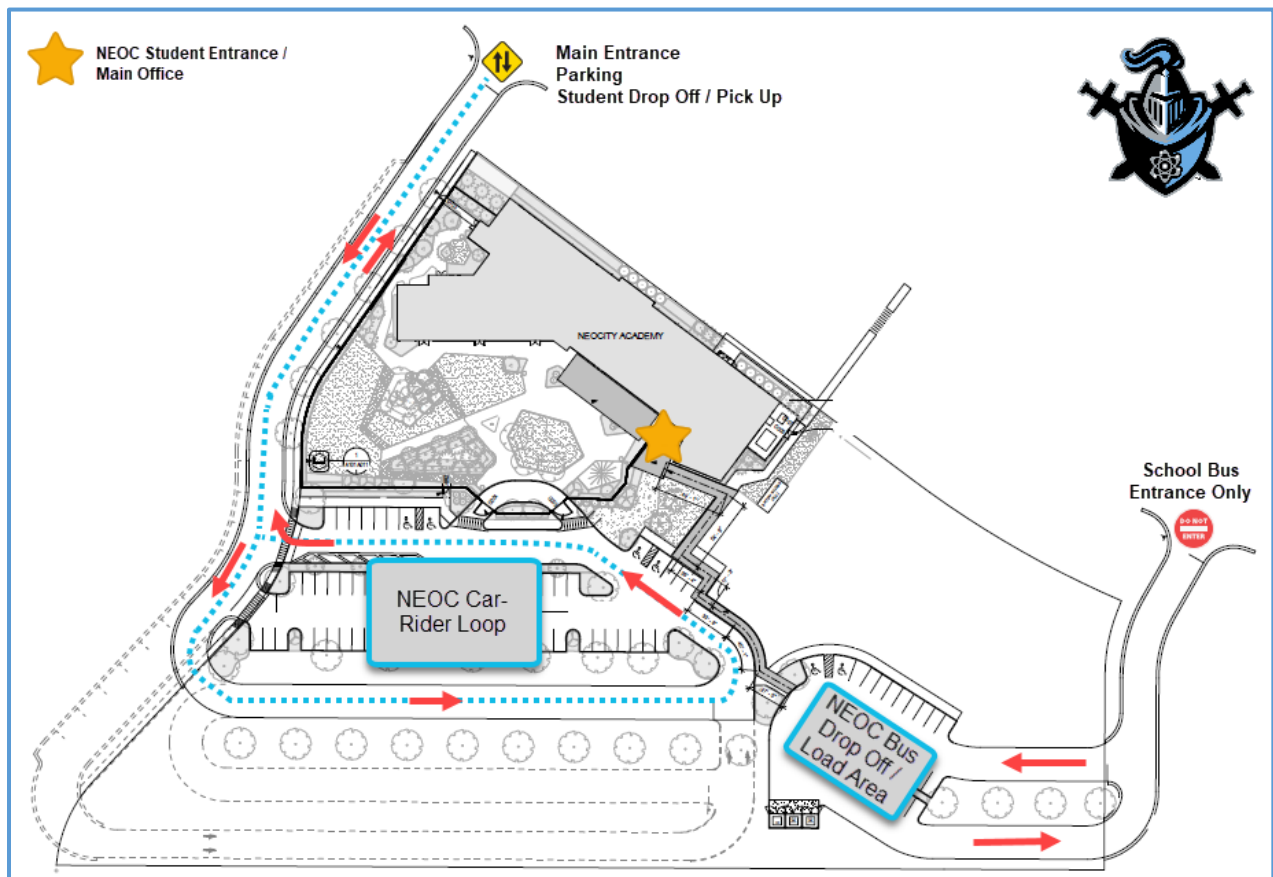 NEOC Student Entrance /
Main Office
Main Entrance
Parking
Student Drop Off / Pick Up
NEOCITY ACADEMY
School Bus
Entrance Only
DO NOT
ENTER
NEOC Car-
Rider Loop
NEOC Bus
Drop Off /
Load Area